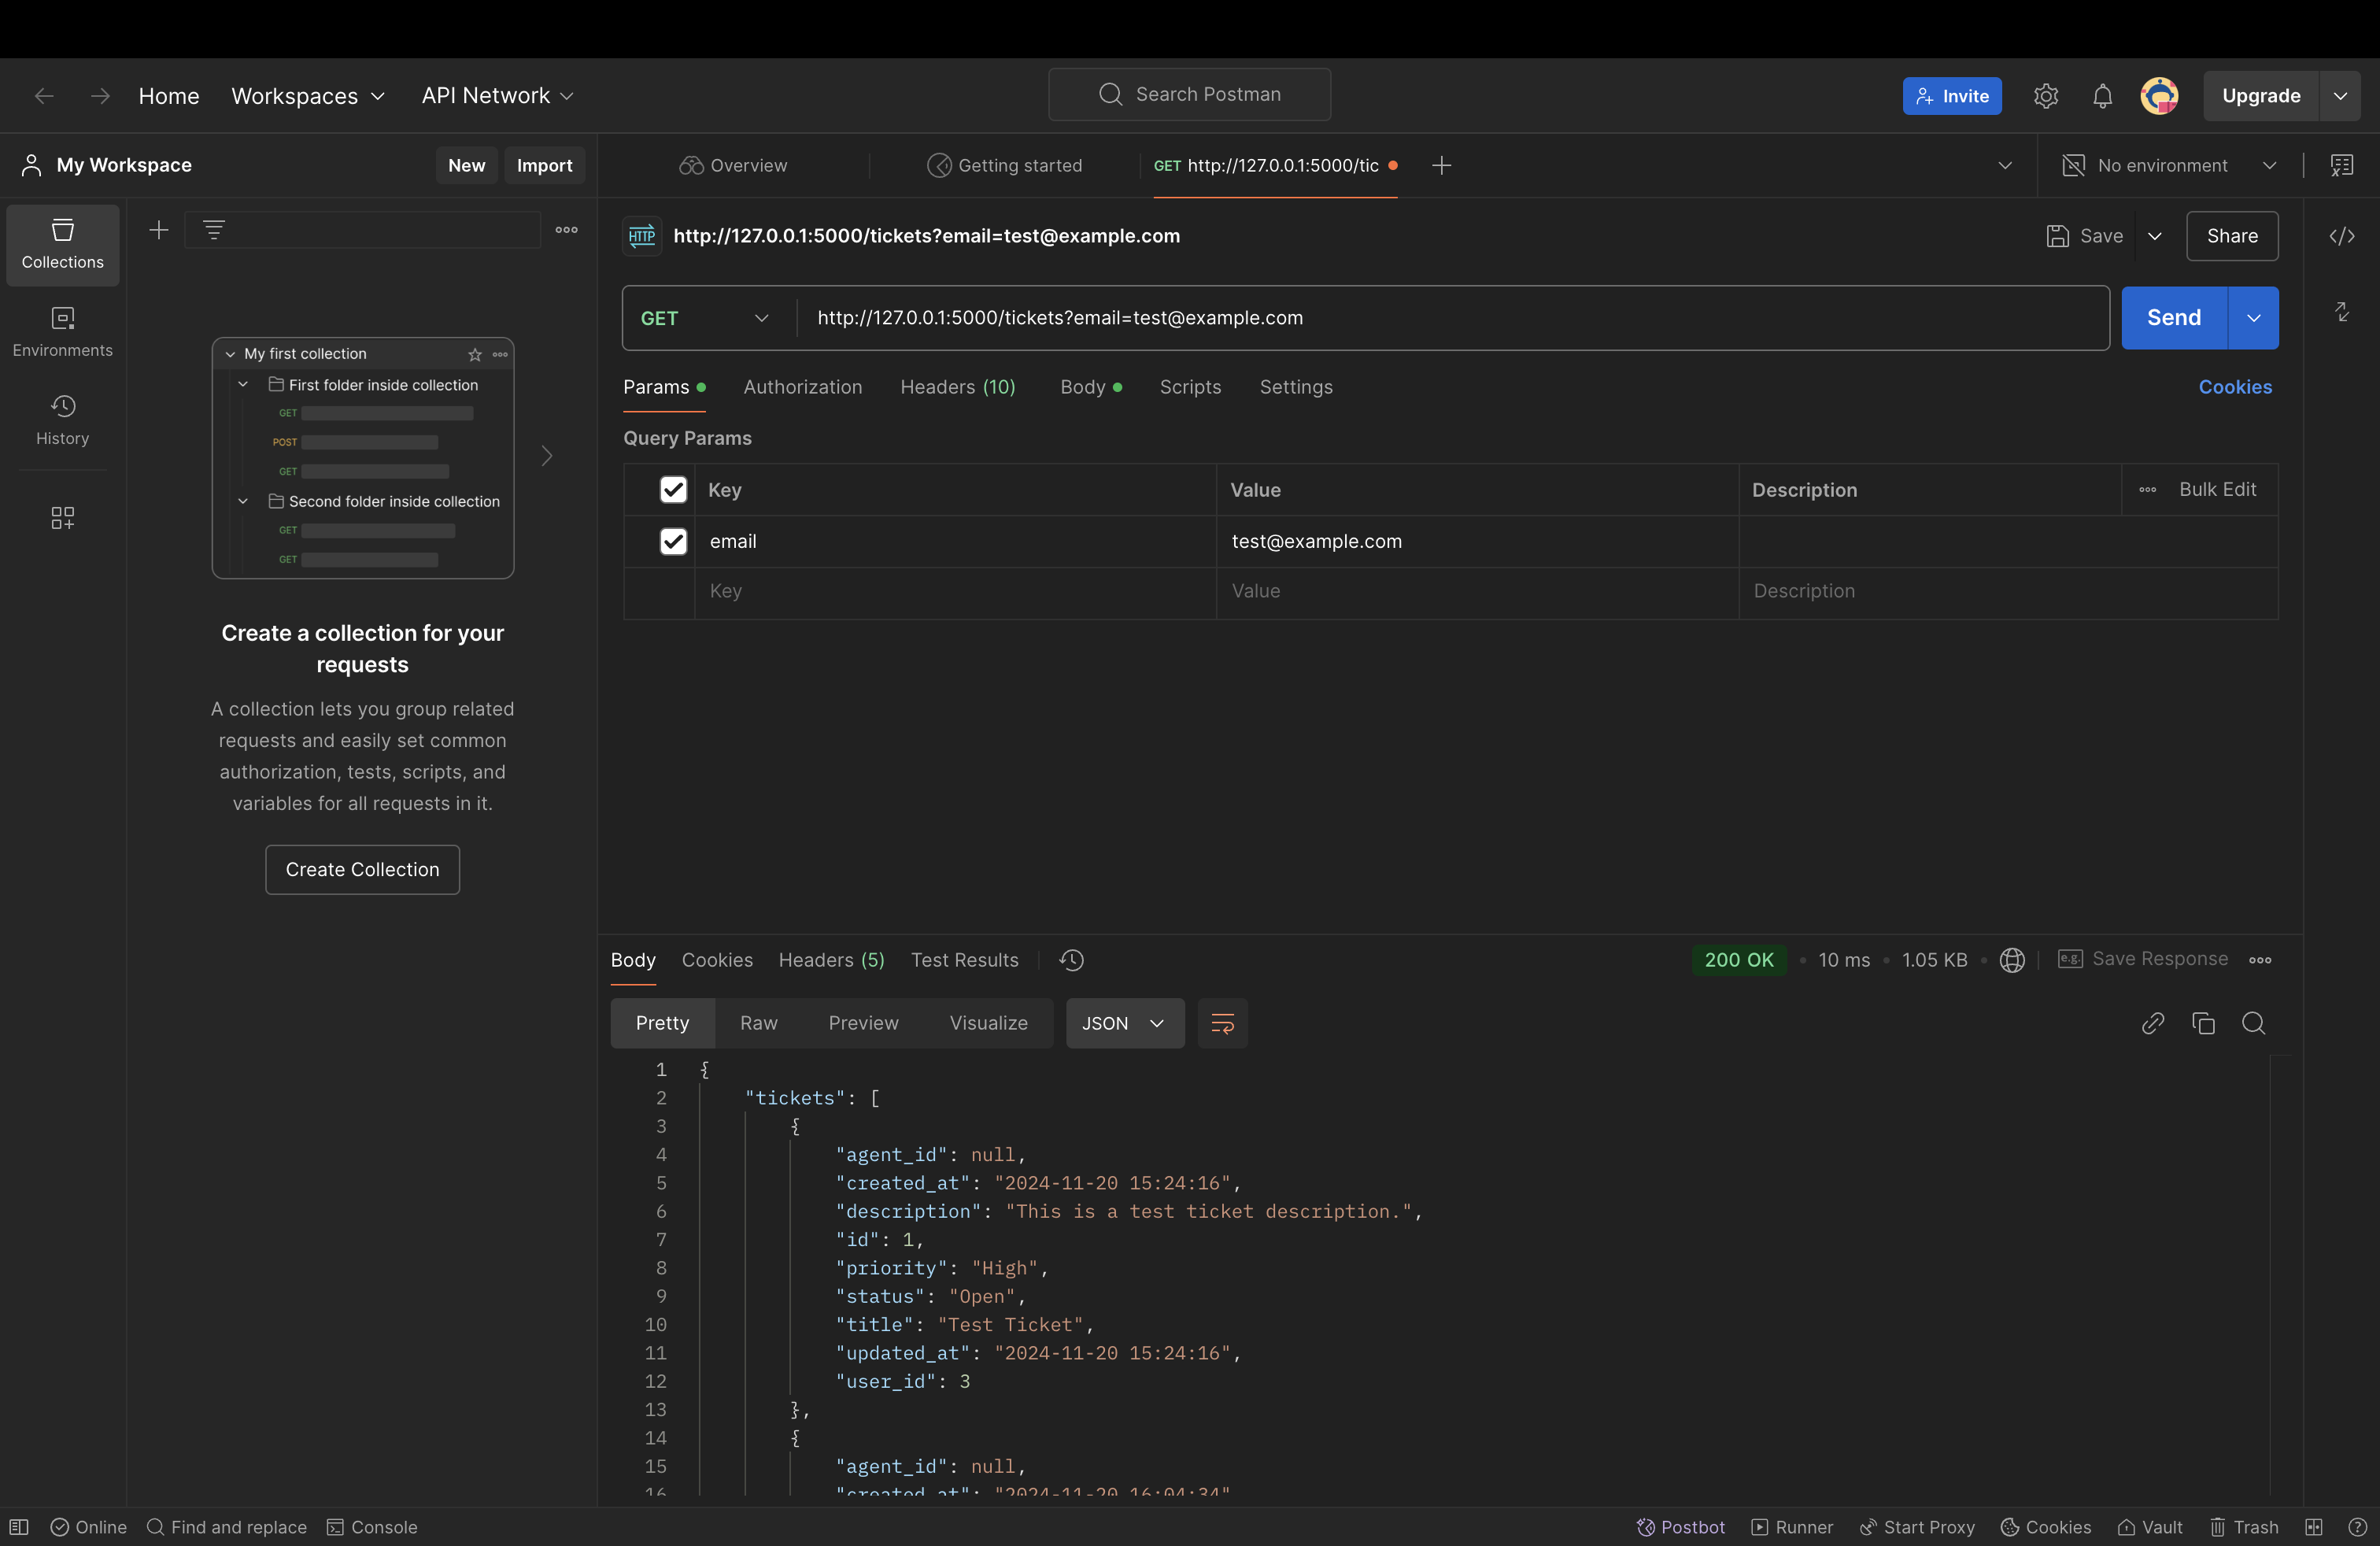 Home Workspaces API Network Search Postman Invite Upgrade
My Workspace New Import Overview Getting started GET http://127.0.0.1:5000/tic No environment
Collections
Environments
History
My first collection
First folder inside collection
GET
POST
GET
Second folder inside collection
GET
GET
Create a collection for your
requests
A collection lets you group related
requests and easily set common
authorization, tests, scripts, and
variables for all requests in it.
Create Collection
HTTP http://127.0.0.1:5000/tickets?email=test@example.com Save Share
GET http://127.0.0.1:5000/tickets?email=test@example.com Send
Params Authorization Headers (10) Body Scripts Settings Cookies
Query Params
Key Value Description Bulk Edit
email test@example.com
Key Value Description
Body Cookies Headers (5) Test Results 200 OK 10 ms 1.05 KB e.g. Save Response
Pretty Raw Preview Visualize JSON
1 {
2 "tickets": [
3 {
4 "agent_id": null,
5 "created_at": "2024-11-20 15:24:16",
6 "description": "This is a test ticket description.",
7 "id": 1,
8 "priority": "High",
9 "status": "Open",
10 "title": "Test Ticket",
11 "updated_at": "2024-11-20 15:24:16",
12 "user_id": 3
13 },
14 {
15 "agent_id": null,
16 "created_at": "2024-11-20 16:04:34"
Online Find and replace Console Postbot Runner Start Proxy Cookies Vault Trash